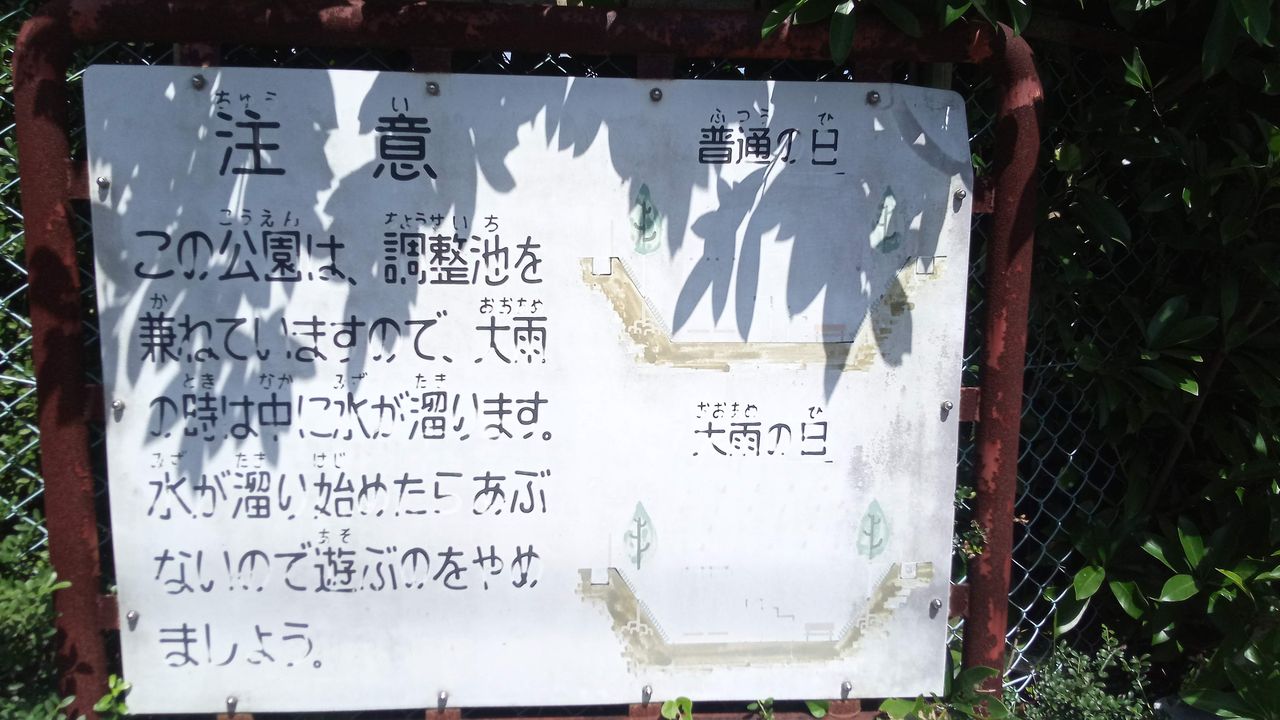 注意
この公園は、調整池を
兼ねていますので、大雨
の時は中に水が溜ります。
水が溜り始めたらあぶ
ないので遊ぶのをやめ
ましょう。
普通の日
大雨の日